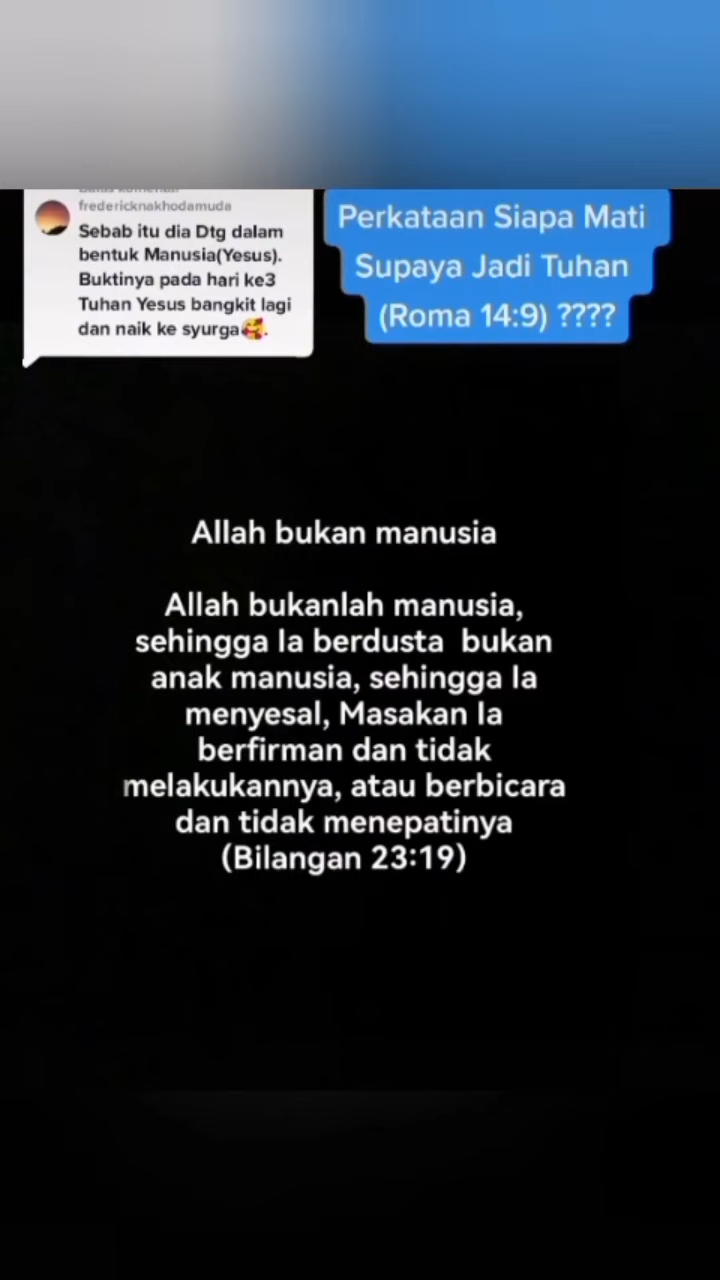 fredericknakhodamuda
Sebab itu dia Dtg dalam
bentuk Manusia(Yesus).
Buktinya pada hari ke3
Tuhan Yesus bangkit lagi
dan naik ke syurga🥰.
Perkataan Siapa Mati
Supaya Jadi Tuhan
(Roma 14:9) ????
Allah bukan manusia
Allah bukanlah manusia,
sehingga Ia berdusta bukan
anak manusia, sehingga Ia
menyesal, Masakan Ia
berfirman dan tidak
melakukannya, atau berbicara
dan tidak menepatinya
(Bilangan 23:19)